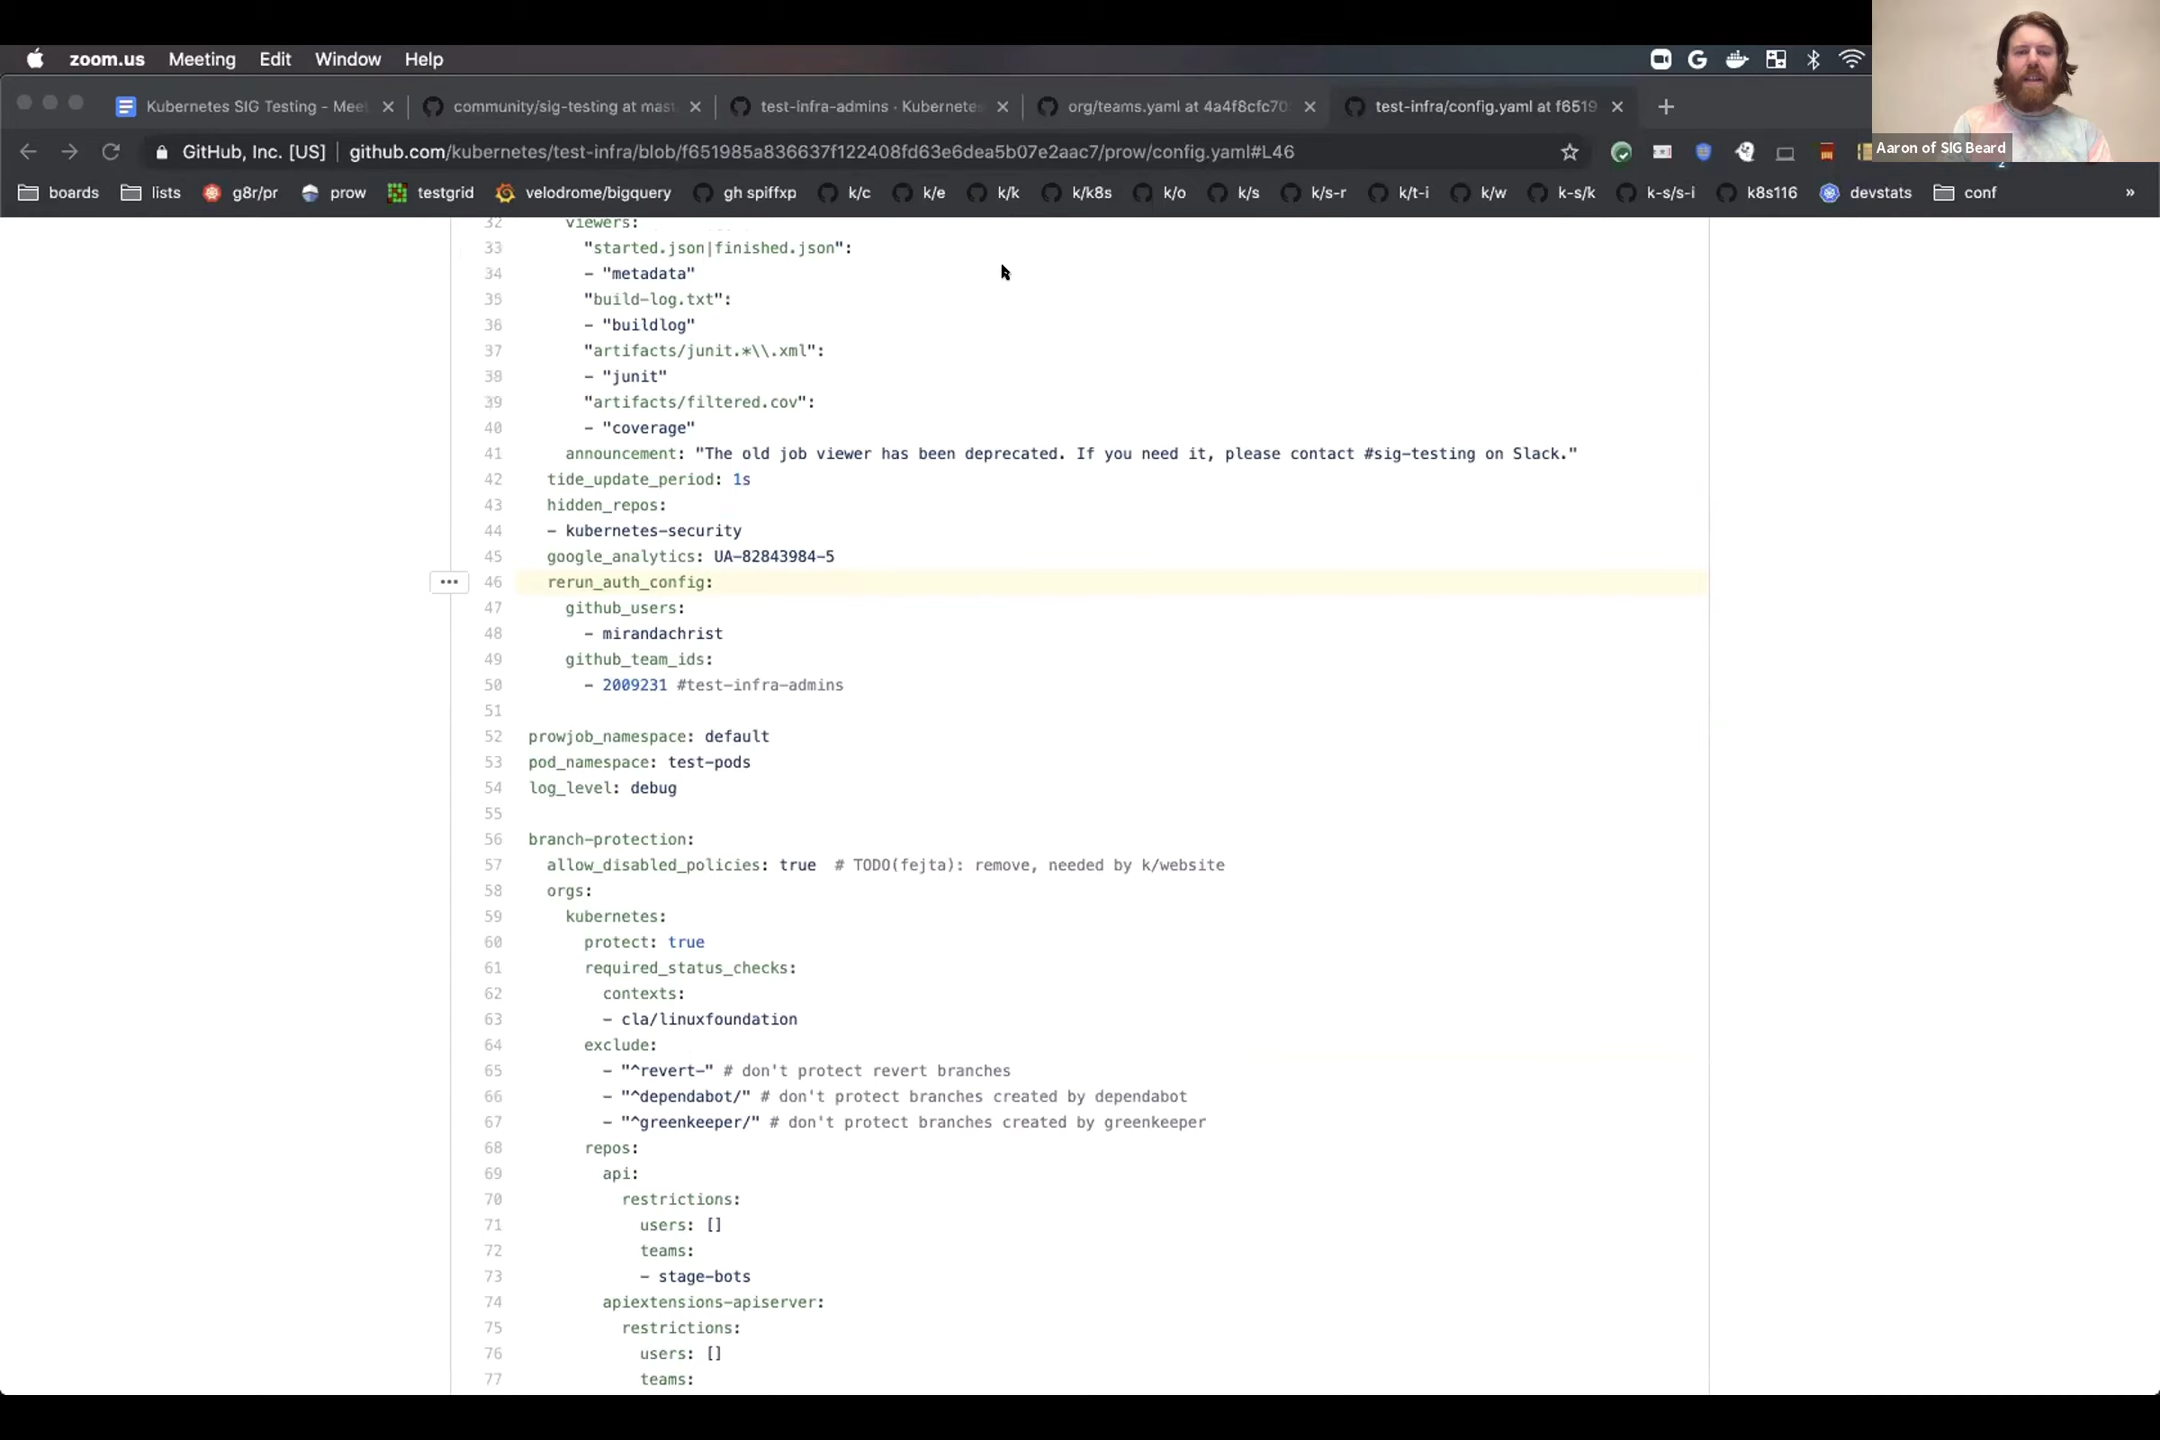 zoom.us Meeting Edit Window Help
Kubernetes SIG Testing - Mee
community/sig-testing at mas
test-infra-admins · Kubernete
org/teams.yaml at 4a4f8cfc70
test-infra/config.yaml at f6519
Aaron of SIG Beard
GitHub, Inc. [US] github.com/kubernetes/test-infra/blob/f651985a836637f122408fd63e6dea5b07e2aac7/prow/config.yaml#L46
2
boards lists g8r/pr prow testgrid velodrome/bigquery gh spiffxp k/c k/e k/k k/k8s k/o k/s k/s-r k/t-i k/w k-s/k k-s/s-i k8s116 devstats conf »
32 viewers:
33 "started.json|finished.json":
34 - "metadata"
35 "build-log.txt":
36 - "buildlog"
37 "artifacts/junit.*\\.xml":
38 - "junit"
39 "artifacts/filtered.cov":
40 - "coverage"
41 announcement: "The old job viewer has been deprecated. If you need it, please contact #sig-testing on Slack."
42 tide_update_period: 1s
43 hidden_repos:
44 - kubernetes-security
45 google_analytics: UA-82843984-5
46 rerun_auth_config:
47 github_users:
48 - mirandachrist
49 github_team_ids:
50 - 2009231 #test-infra-admins
51
52 prowjob_namespace: default
53 pod_namespace: test-pods
54 log_level: debug
55
56 branch-protection:
57 allow_disabled_policies: true # TODO(fejta): remove, needed by k/website
58 orgs:
59 kubernetes:
60 protect: true
61 required_status_checks:
62 contexts:
63 - cla/linuxfoundation
64 exclude:
65 - "^revert-" # don't protect revert branches
66 - "^dependabot/" # don't protect branches created by dependabot
67 - "^greenkeeper/" # don't protect branches created by greenkeeper
68 repos:
69 api:
70 restrictions:
71 users: []
72 teams:
73 - stage-bots
74 apiextensions-apiserver:
75 restrictions:
76 users: []
77 teams: